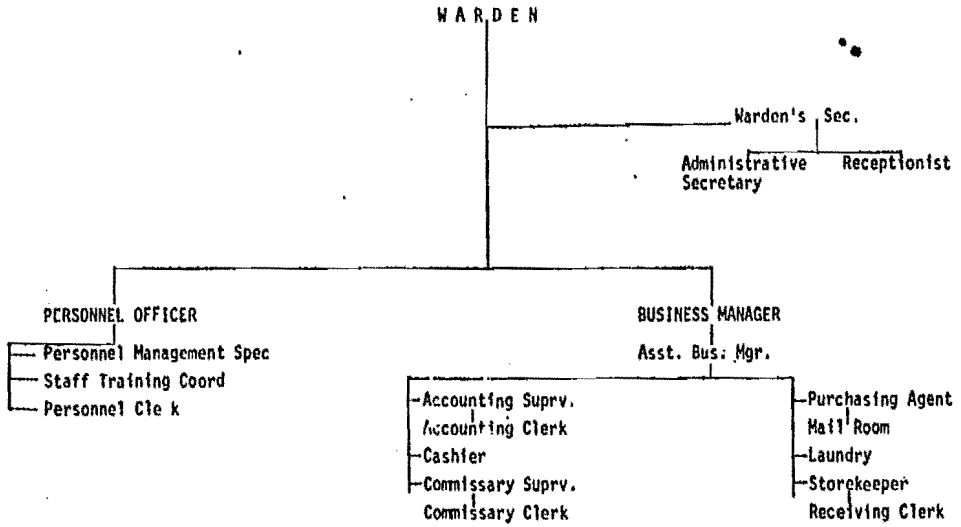 WARDEN
Warden's Sec.
Administrative Receptionist
Secretary
PERSONNEL OFFICER
Personnel Management Spec
Staff Training Coord
Personnel Cle k
BUSINESS MANAGER
Asst. Bus. Mgr.
Accounting Suprv.
Accounting Clerk
Cashier
Commissary Suprv.
Commissary Clerk
Purchasing Agent
Mail Room
Laundry
Storekeeper
Receiving Clerk